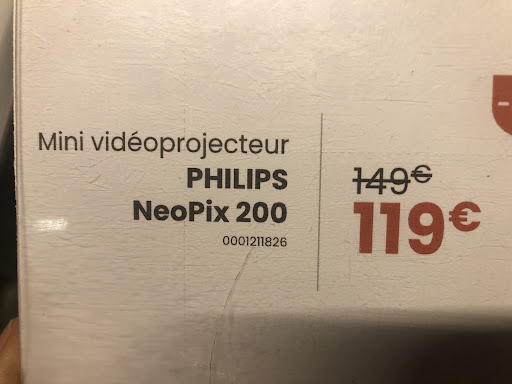 Mini vidéoprojecteur
PHILIPS
NeoPix 200
0001211826
149€
119€
-